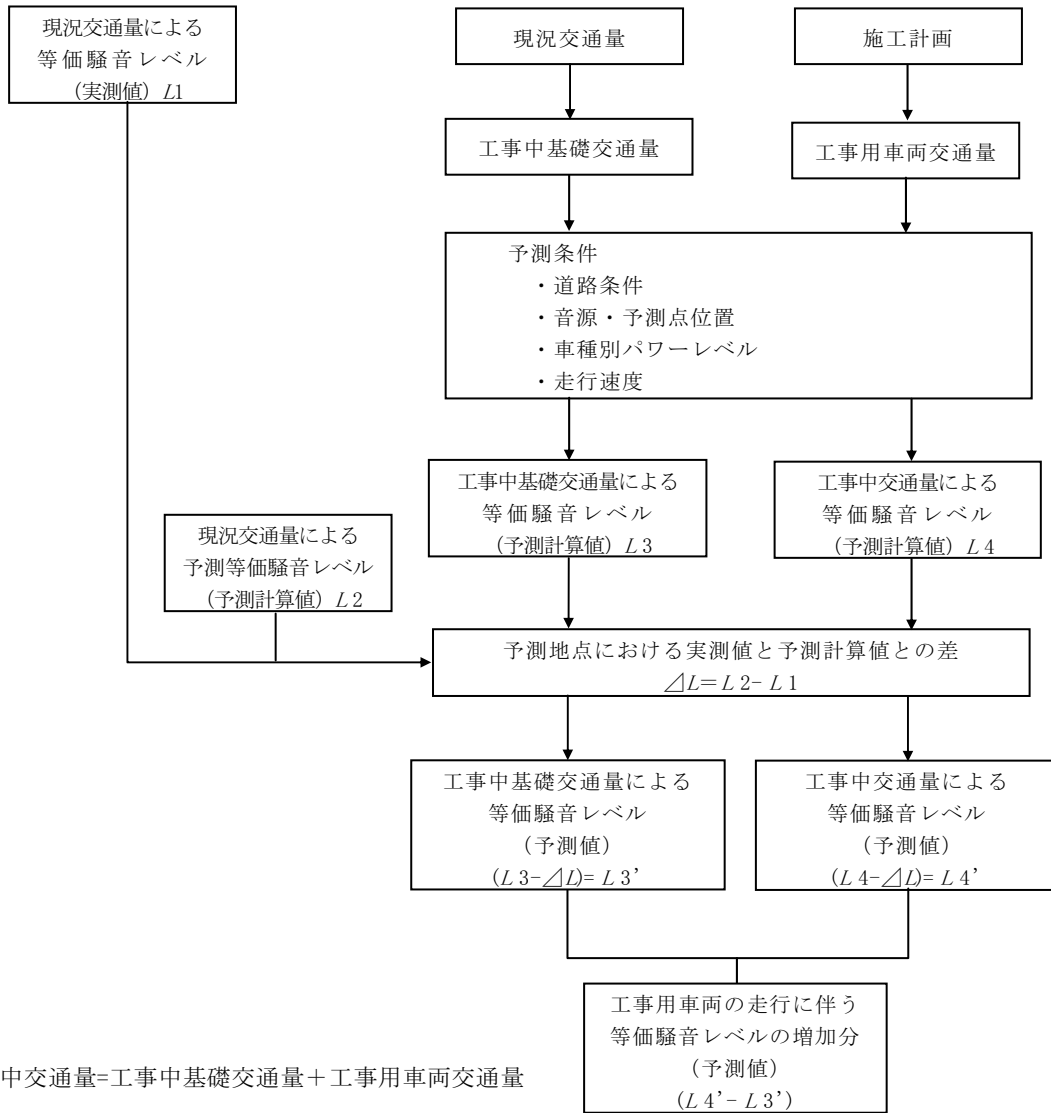 現況交通量による
等価騒音レベル
(実測値) L1
現況交通量
施工計画
工事中基礎交通量
工事用車両交通量
予測条件
・道路条件
・音源・予測点位置
・車種別パワーレベル
・走行速度
工事中基礎交通量による
等価騒音レベル
(予測計算値) L3
工事中交通量による
等価騒音レベル
(予測計算値) L4
現況交通量による
予測等価騒音レベル
(予測計算値) L2
予測地点における実測値と予測計算値との差
⊿L=L2-L1
工事中基礎交通量による
等価騒音レベル
(予測値)
(L3-⊿L)= L3’
工事中交通量による
等価騒音レベル
(予測値)
(L4-⊿L)= L4’
工事用車両の走行に伴う
等価騒音レベルの増加分
(予測値)
(L4’-L3’)
中交通量=工事中基礎交通量+工事用車両交通量